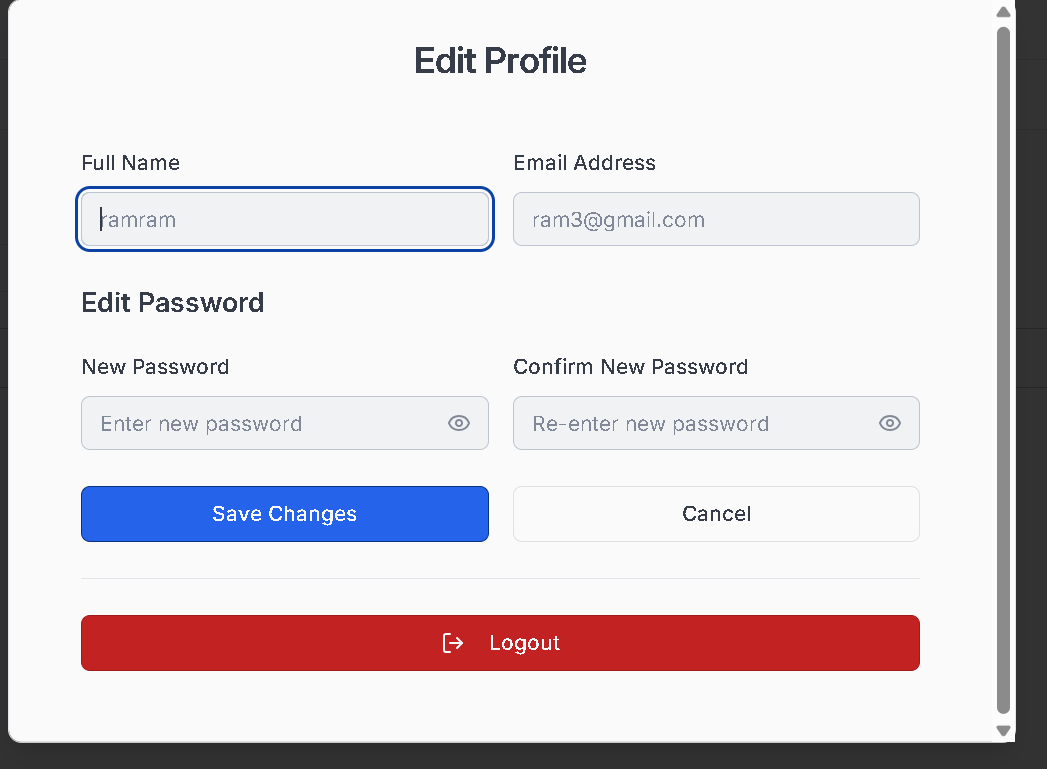 Edit Profile
Full Name
Email Address
ramram
ram3@gmail.com
Edit Password
New Password
Confirm New Password
Enter new password
Re-enter new password
Save Changes
Cancel
Logout